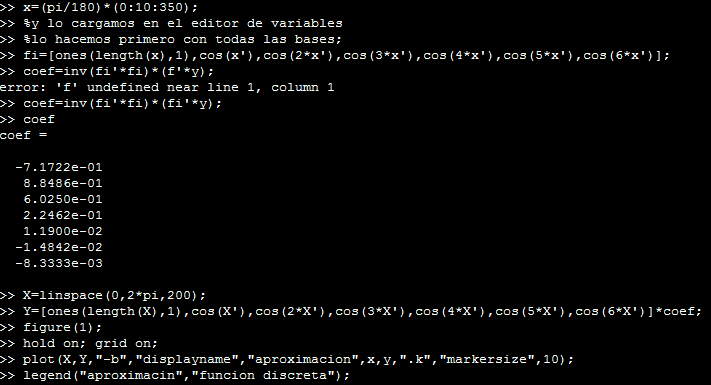 >> x=(pi/180)*(0:10:350);
>> %y lo cargamos en el editor de variables
>> %lo hacemos primero con todas las bases;
>> fi=[ones(length(x),1),cos(x'),cos(2*x'),cos(3*x'),cos(4*x'),cos(5*x'),cos(6*x')];
>> coef=inv(fi'*fi)*(f'*y);
error: 'f' undefined near line 1, column 1
>> coef=inv(fi'*fi)*(fi'*y);
>> coef
coef =
-7.1722e-01
8.8486e-01
6.0250e-01
2.2462e-01
1.1900e-02
-1.4842e-02
-8.3333e-03
>> X=linspace(0,2*pi,200);
>> Y=[ones(length(X),1),cos(X'),cos(2*X'),cos(3*X'),cos(4*X'),cos(5*X'),cos(6*X')]*coef;
>> figure(1);
>> hold on; grid on;
>> plot(X,Y,"-b","displayname","aproximacion",x,y,".k","markersize",10);
>> legend("aproximacin","funcion discreta");